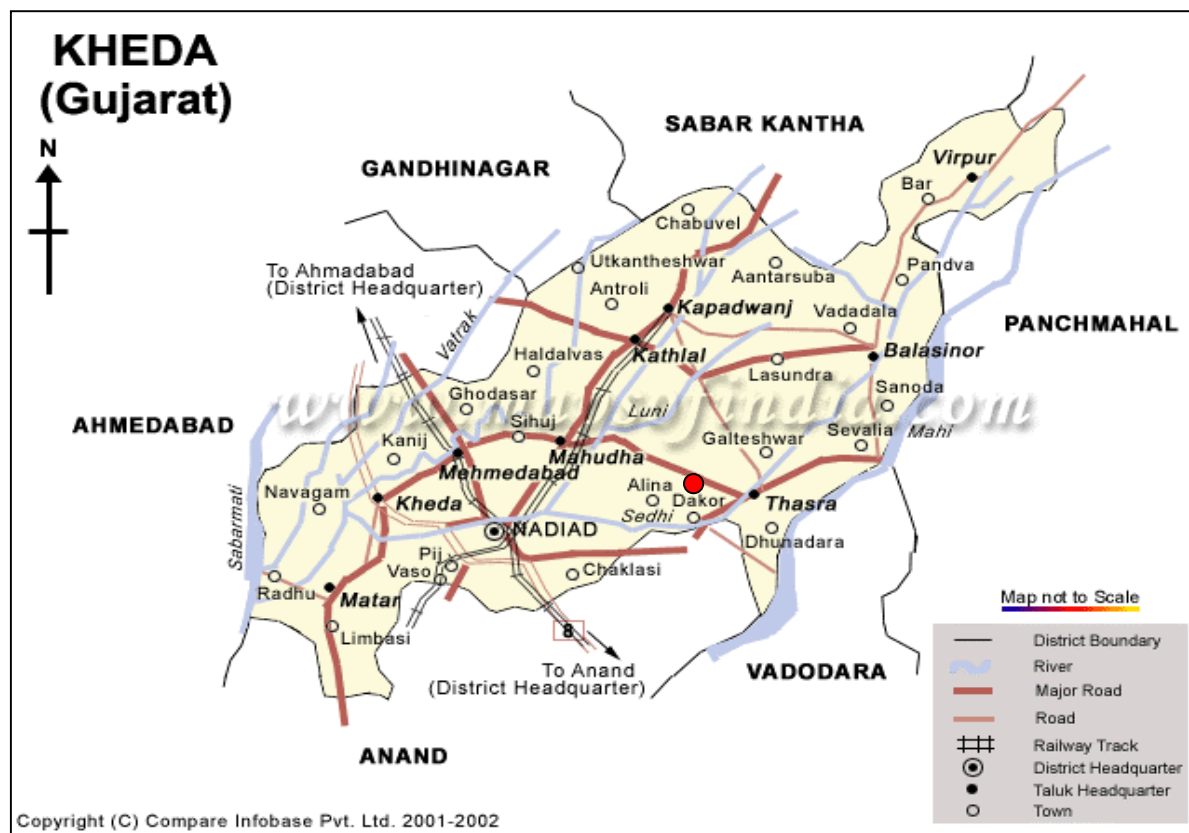 KHEDA
(Gujarat)
N
SABAR KANTHA
GANDHINAGAR
Virpur
Bar
Chabuvel
To Ahmadabad
(District Headquarter)
Utkantheshwar
Aantarsuba
Pandva
Antroli
Kapadwanj
Vadadala
PANCHMAHAL
Vatrak
Kathlal
Balasinor
Haldalvas
Lasundra
Sanoda
www.mapsofindia.com
Ghodasar
Luni
AHMEDABAD
Sihuj
Galteshwar
Sevalia
Mahi
Kanij
Mahudha
Mehmedabad
Navagam
Kheda
Alina
Dakor
Thasra
Sedhi
Sabarmati
NADIAD
Dhunadara
Pij
Vaso
Chaklasi
Radhu
Matar
Limbasi
8
To Anand
(District Headquarter)
VADODARA
ANAND
Map not to Scale
District Boundary
River
Major Road
Road
Railway Track
District Headquarter
Taluk Headquarter
Town
Copyright (C) Compare Infobase Pvt. Ltd. 2001-2002